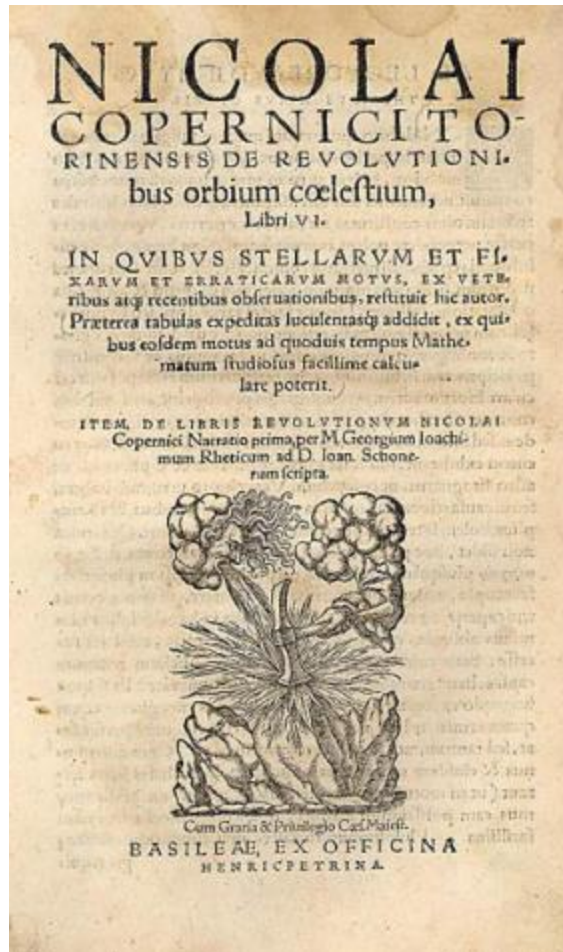 NICOLAI
COPERNICI TO-
RINENSIS DE REVOLVTIONI-
bus orbium cœlestium,
Libri VI.
IN QVIBVS STELLARVM ET FI-
XARVM ET ERRATICARVM MOTVS, EX VETE-
ribus atq; recentibus obseruationibus, restituit hic autor.
Præterea tabulas expeditas luculentasq; addidit, ex qui-
bus eosdem motus ad quoduis tempus Mathe-
matum studiosus facillime calcu-
lare poterit.
ITEM, DE LIBRIS REVOLVTIONVM NICOLAI
Copernici Narratio prima, per M. Georgium Ioachi-
mum Rheticum ad D. Ioan. Schone-
rum scripta.
Cum Gratia & Priuilegio Cæs. Maiest.
BASILEAE, EX OFFICINA
HENRICPETRINA.